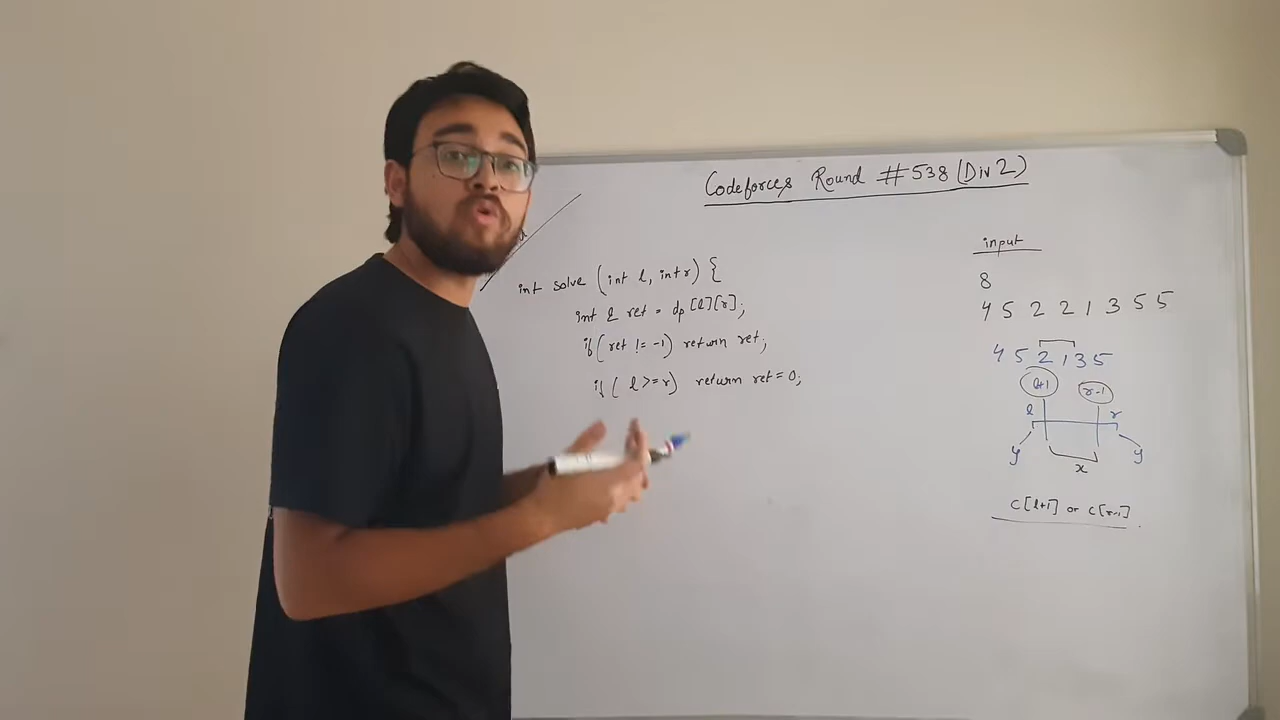 Codeforces Round #538 (Div 2)
int solve (int l, int r) {
int & ret = dp[l][r];
if( ret != -1) return ret;
if( l >= r) return ret = 0;
input
8
4 5 2 2 1 3 5 5
4 5 2 1 3 5
l+1 r-1
l r
y y
x
c[l+1] or c[r-1]